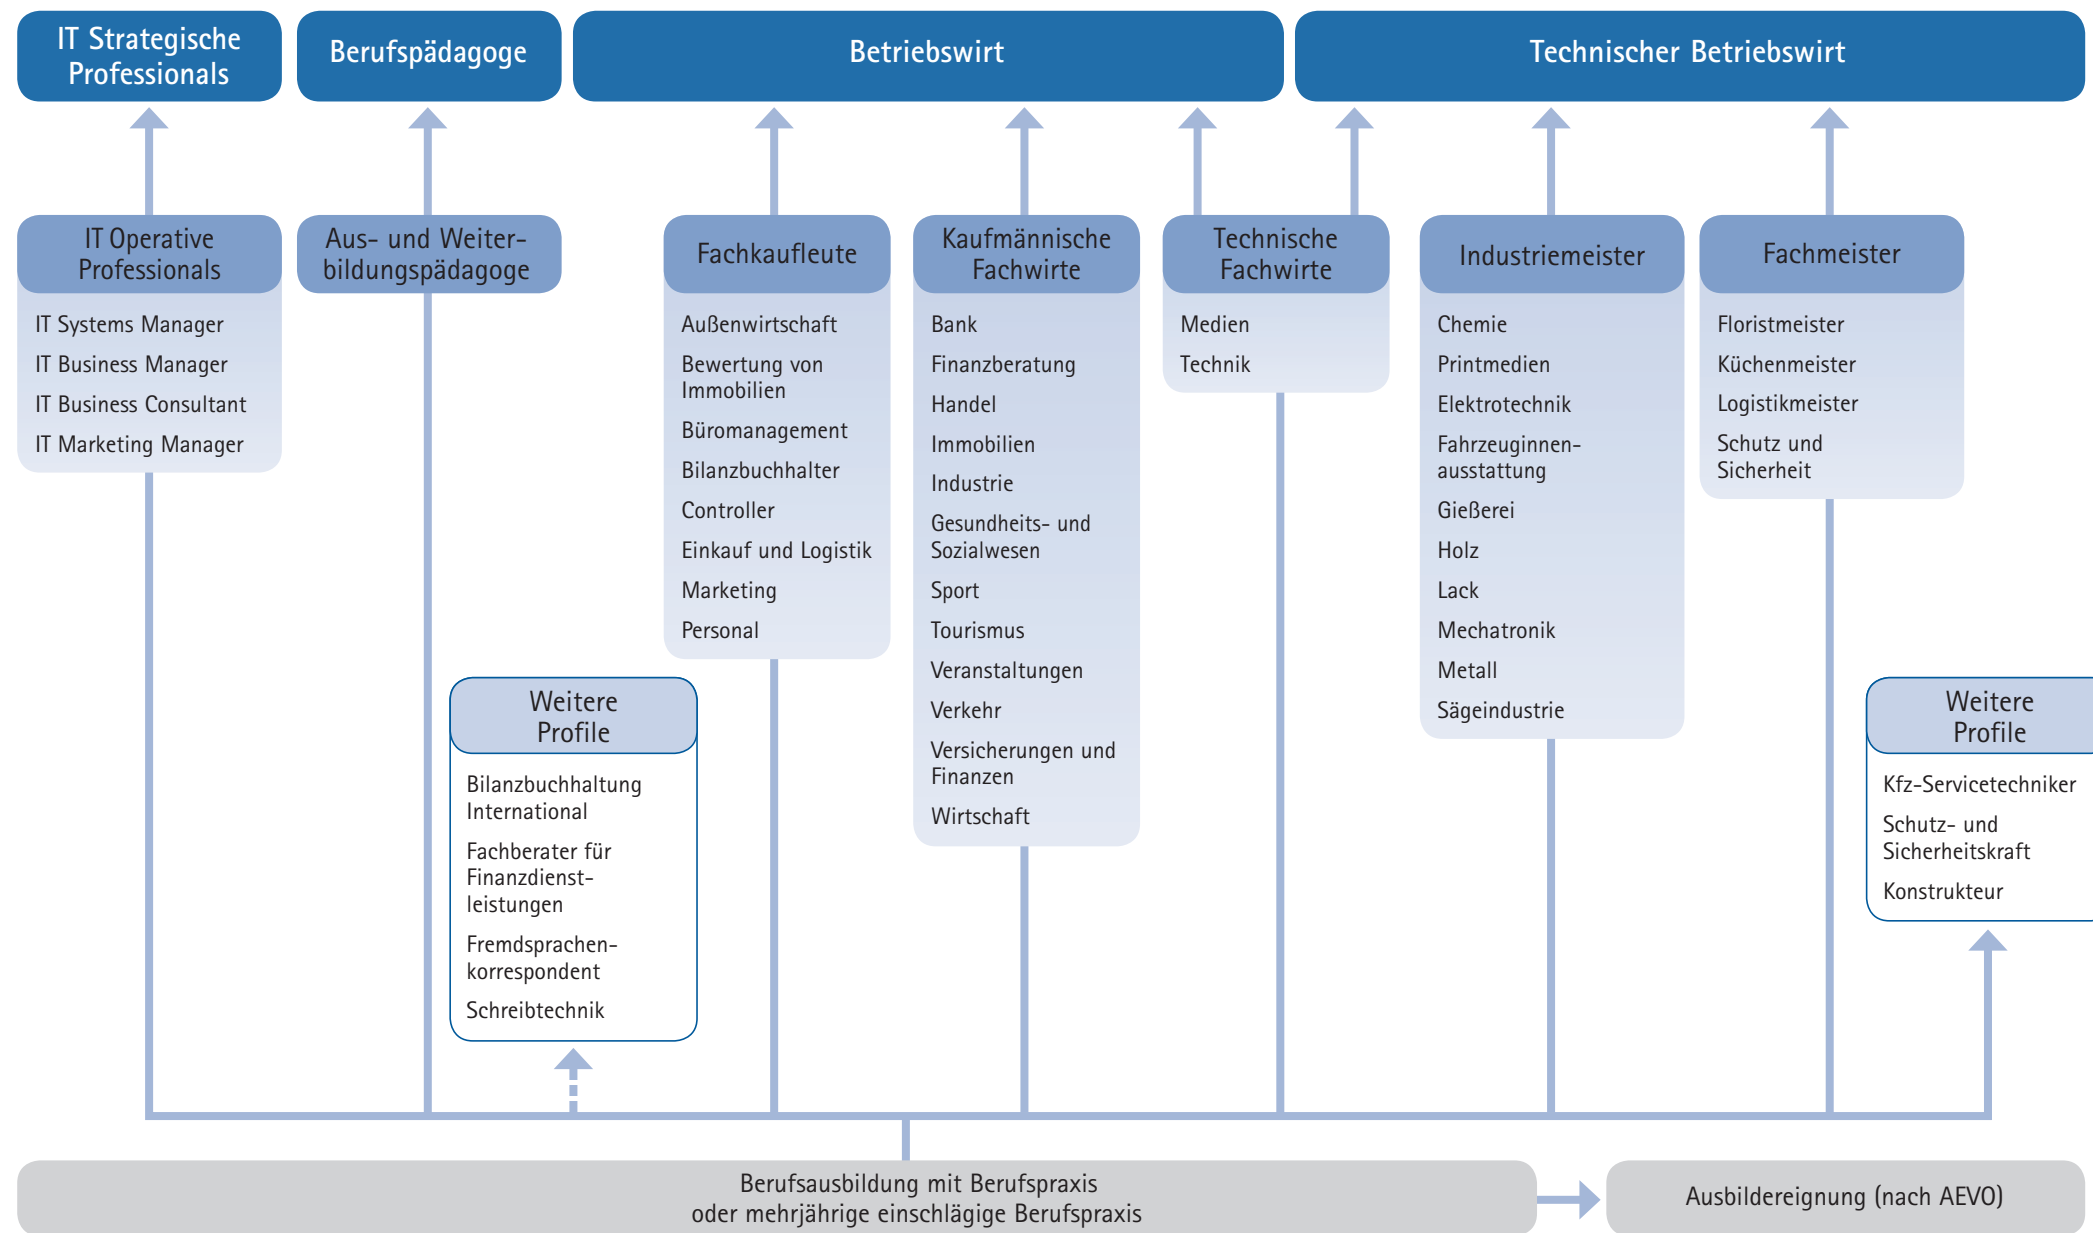 IT Strategische
Professionals
Berufspädagoge
Betriebswirt
Technischer Betriebswirt
IT Operative
Professionals
IT Systems Manager
IT Business Manager
IT Business Consultant
IT Marketing Manager
Aus- und Weiter-
bildungspädagoge
Fachkaufleute
Außenwirtschaft
Bewertung von
Immobilien
Büromanagement
Bilanzbuchhalter
Controller
Einkauf und Logistik
Marketing
Personal
Kaufmännische
Fachwirte
Bank
Finanzberatung
Handel
Immobilien
Industrie
Gesundheits- und
Sozialwesen
Sport
Tourismus
Veranstaltungen
Verkehr
Versicherungen und
Finanzen
Wirtschaft
Technische
Fachwirte
Medien
Technik
Industriemeister
Chemie
Printmedien
Elektrotechnik
Fahrzeuginnen-
ausstattung
Gießerei
Holz
Lack
Mechatronik
Metall
Sägeindustrie
Fachmeister
Floristmeister
Küchenmeister
Logistikmeister
Schutz und
Sicherheit
Weitere
Profile
Bilanzbuchhaltung
International
Fachberater für
Finanzdienst-
leistungen
Fremdsprachen-
korrespondent
Schreibtechnik
Weitere
Profile
Kfz-Servicetechniker
Schutz- und
Sicherheitskraft
Konstrukteur
Berufsausbildung mit Berufspraxis
oder mehrjährige einschlägige Berufspraxis
Ausbildereignung (nach AEVO)